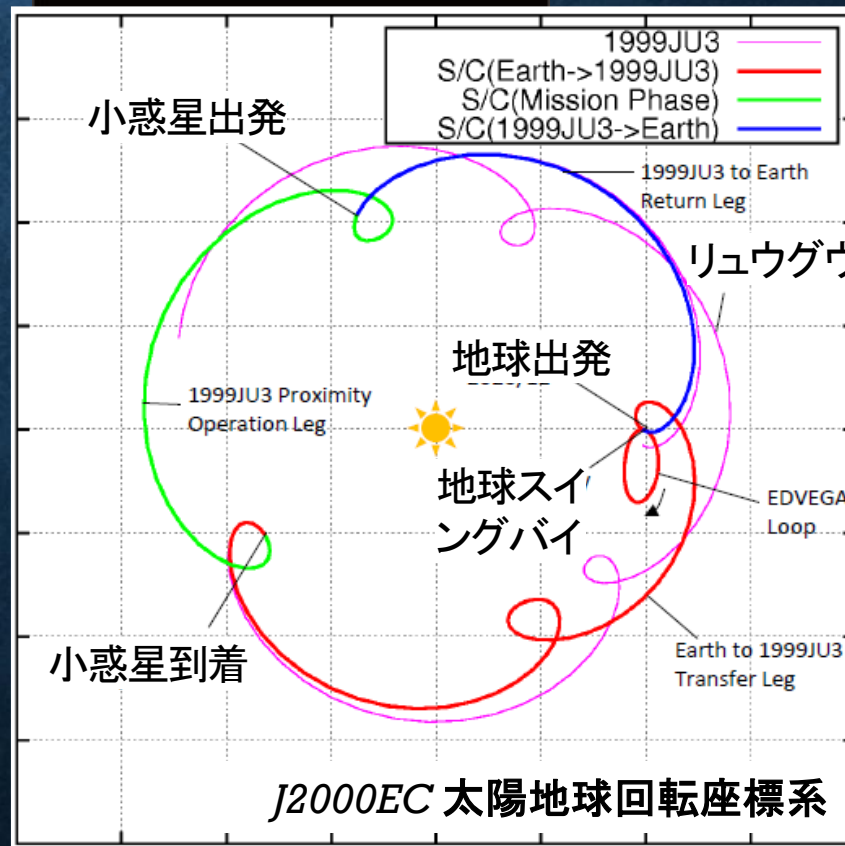 1999JU3
S/C(Earth->1999JU3)
S/C(Mission Phase)
S/C(1999JU3->Earth)
小惑星出発
1999JU3 to Earth
Return Leg
リュウグウ
地球出発
1999JU3 Proximity
Operation Leg
地球スイ
ングバイ
EDVEGA
Loop
小惑星到着
Earth to 1999JU3
Transfer Leg
J2000EC 太陽地球回転座標系